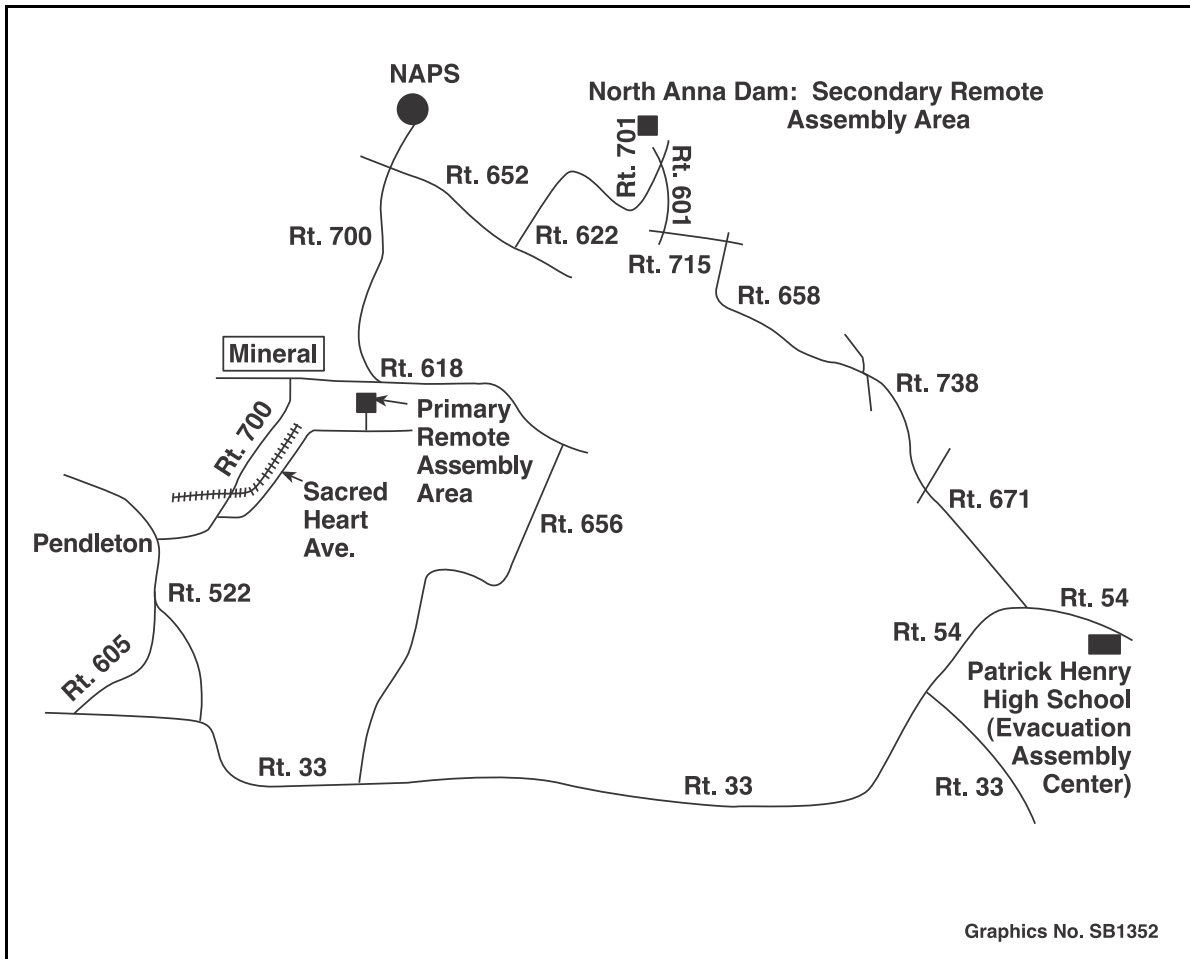 NAPS
North Anna Dam: Secondary Remote
Assembly Area
Rt. 701
Rt. 601
Rt. 652
Rt. 700
Rt. 622
Rt. 715
Rt. 658
Mineral
Rt. 618
Rt. 738
Primary
Remote
Assembly
Area
Rt. 700
Sacred
Heart
Ave.
Rt. 671
Rt. 656
Pendleton
Rt. 522
Rt. 54
Rt. 54
Rt. 605
Patrick Henry
High School
(Evacuation
Assembly
Center)
Rt. 33
Rt. 33
Rt. 33
Graphics No. SB1352